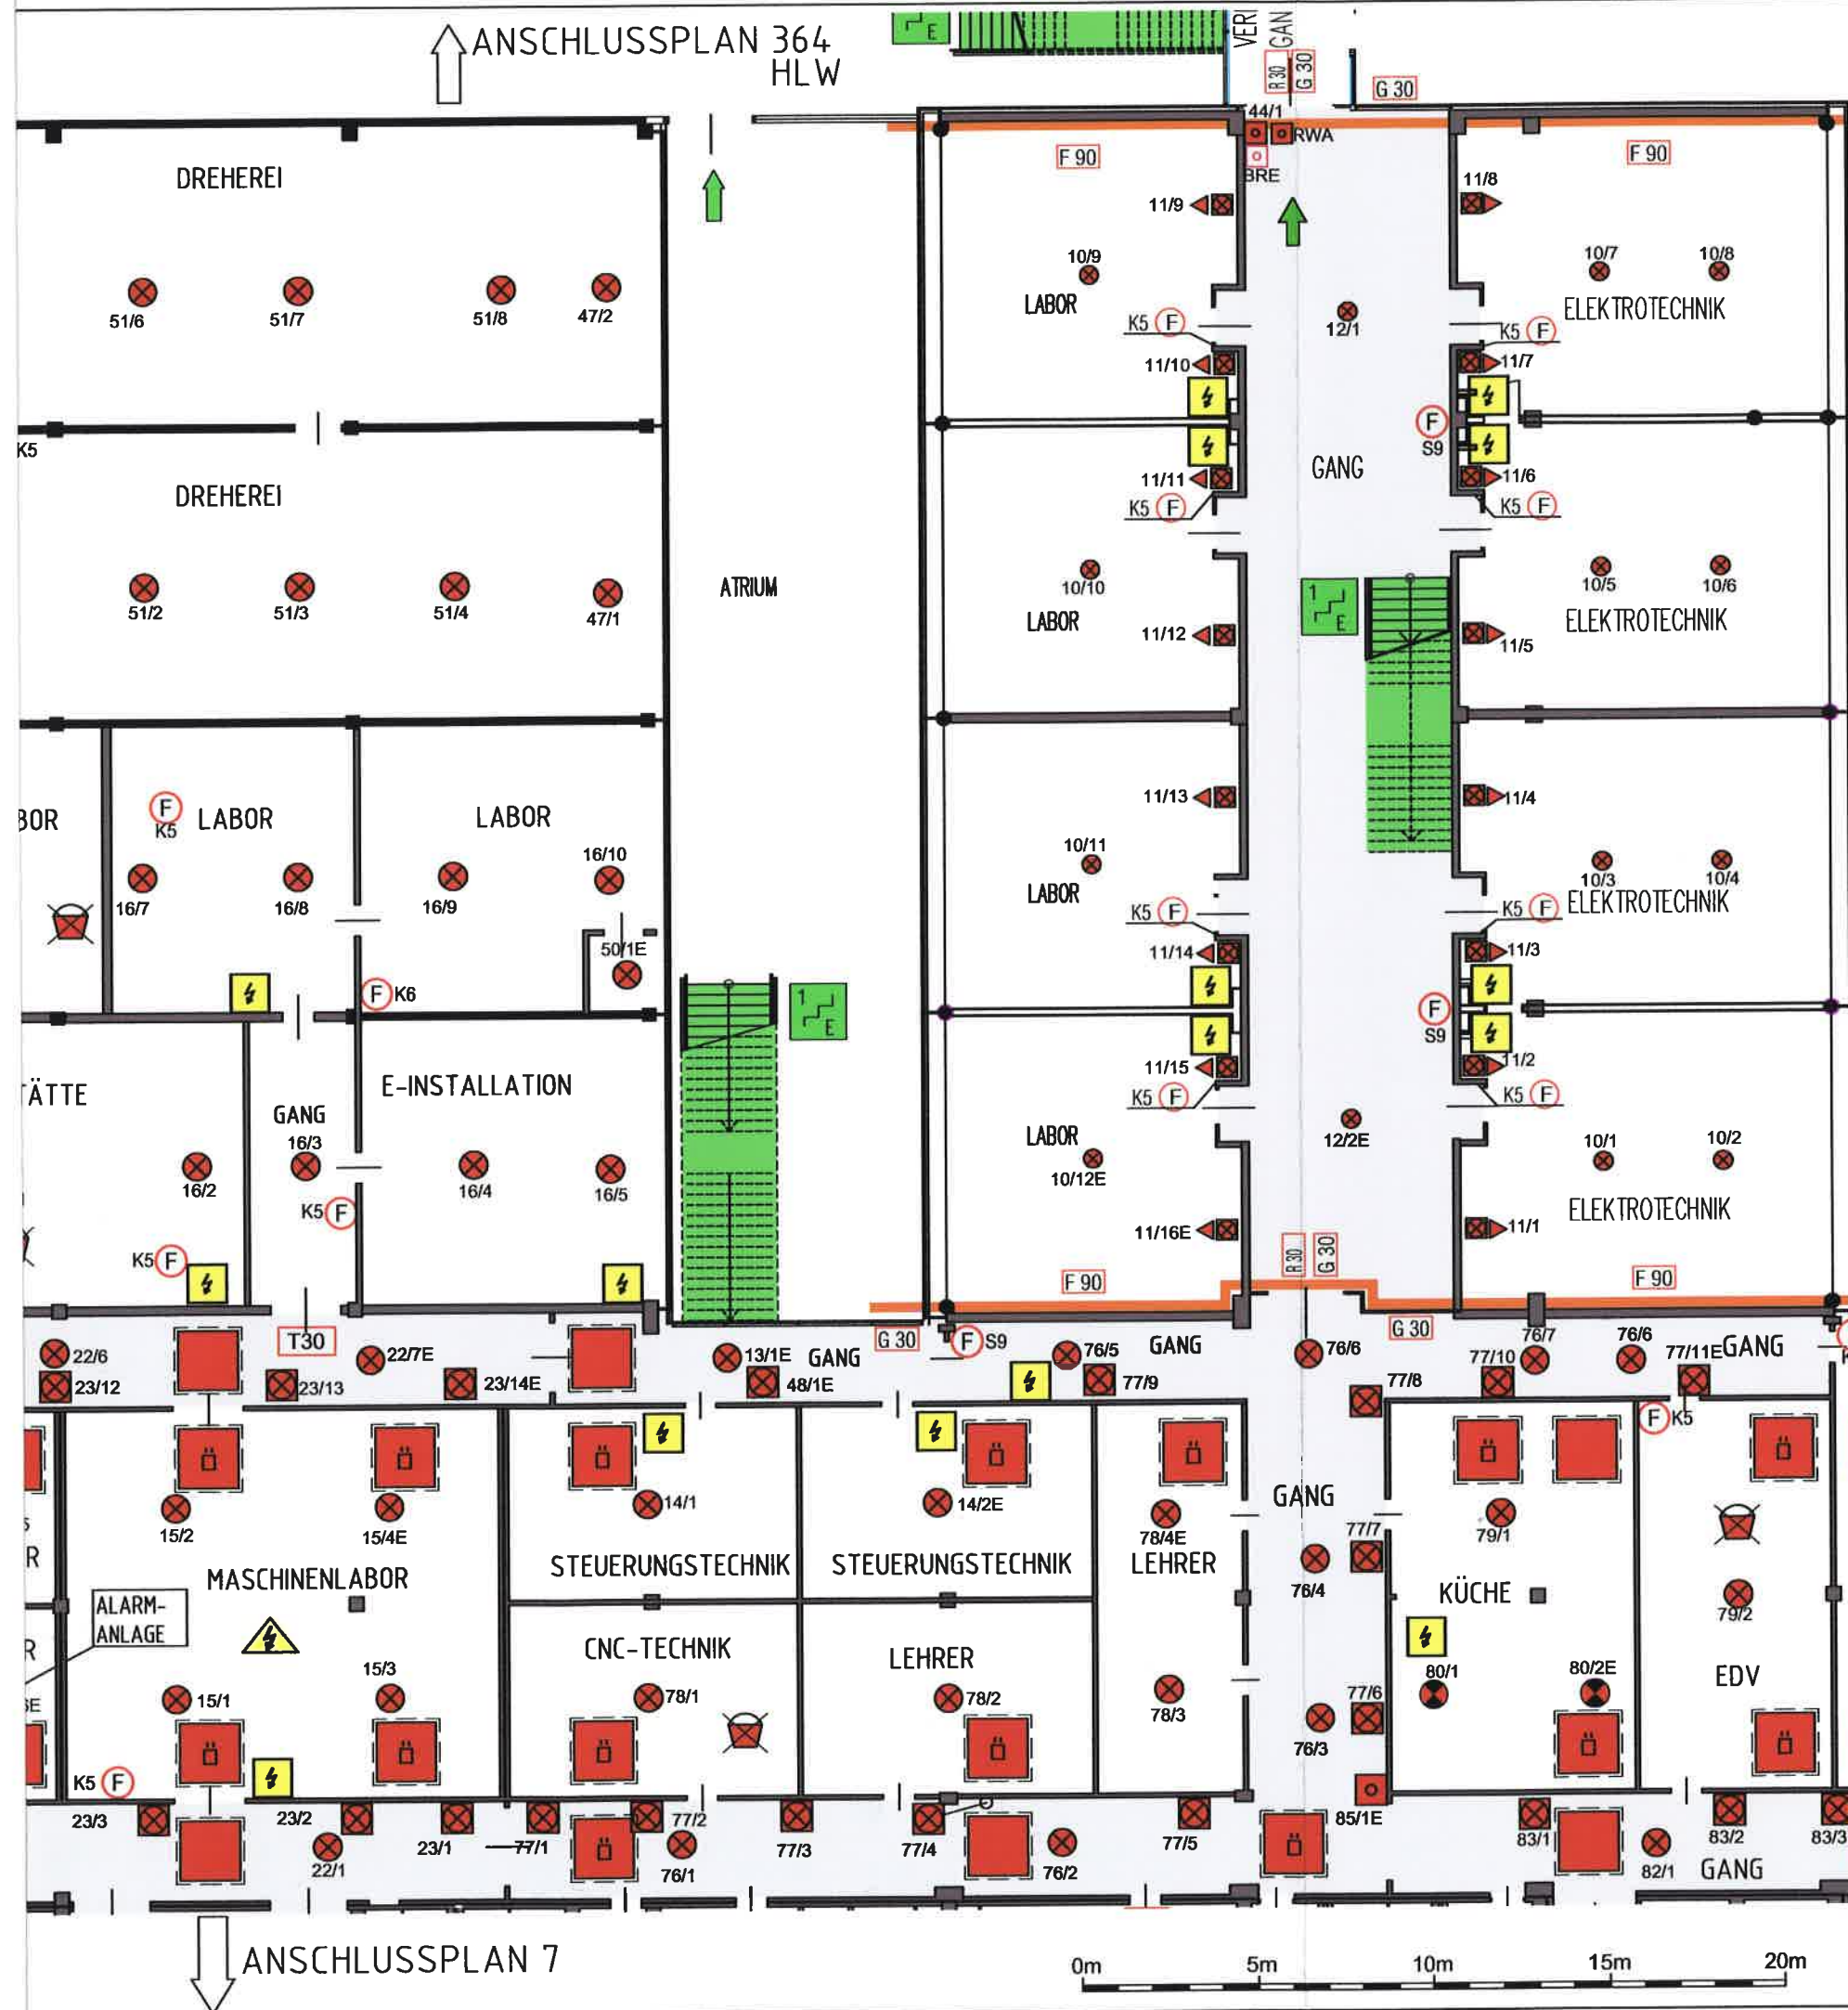 ANSCHLUSSPLAN 364
HLW
E
R 30
G 30
G 30
44/1
RWA
BRE
F 90
F 90
DREHEREI
11/9
11/8
10/9
10/7
10/8
LABOR
ELEKTROTECHNIK
51/6
51/7
51/8
47/2
K5 F
12/1
K5 F
11/10
11/7
K5
F
S9
GANG
DREHEREI
11/11
11/6
K5 F
K5 F
ATRIUM
51/2
51/3
51/4
47/1
10/10
10/5
10/6
1
E
LABOR
ELEKTROTECHNIK
11/12
11/5
11/13
11/4
F
K5
LABOR
LABOR
16/7
16/8
16/9
16/10
10/11
10/3
10/4
LABOR
ELEKTROTECHNIK
K5 F
K5 F
50/1E
11/14
11/3
F K6
1
E
F
S9
11/15
11/2
K5 F
K5 F
E-INSTALLATION
GANG
16/3
LABOR
12/2E
10/1
10/2
16/2
16/4
16/5
10/12E
K5 F
ELEKTROTECHNIK
11/16E
11/1
K5 F
R 30
G 30
F 90
F 90
T30
G 30
F S9
GANG
G 30
76/7
76/6
22/6
22/7E
13/1E
GANG
76/5
76/6
77/10
77/11E
GANG
23/12
23/13
23/14E
48/1E
77/9
77/8
F K5
ü
ü
ü
ü
ü
ü
ü
15/2
15/4E
14/1
14/2E
78/4E
GANG
77/7
79/1
MASCHINENLABOR
STEUERUNGSTECHNIK
STEUERUNGSTECHNIK
LEHRER
76/4
KÜCHE
79/2
ALARM-
ANLAGE
CNC-TECHNIK
LEHRER
15/3
80/1
80/2E
EDV
15/1
78/1
78/2
78/3
76/3
77/6
ü
ü
ü
ü
ü
ü
K5 F
23/3
23/2
23/1
77/1
77/2
77/3
77/4
77/5
85/1E
83/1
83/2
83/3
22/1
ü
76/1
76/2
ü
82/1
GANG
ANSCHLUSSPLAN 7
0m
5m
10m
15m
20m